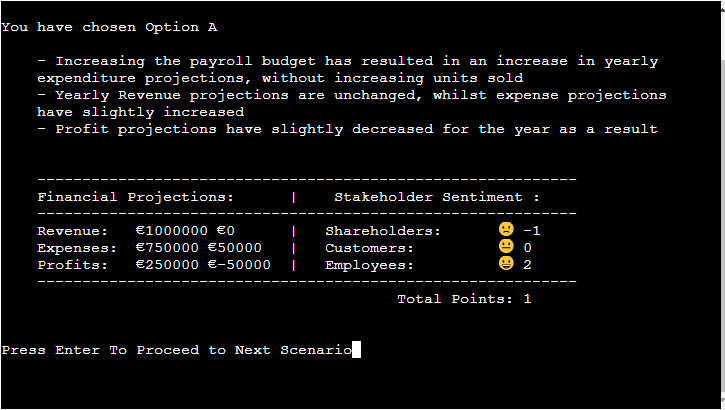 You have chosen Option A
- Increasing the payroll budget has resulted in an increase in yearly
expenditure projections, without increasing units sold
- Yearly Revenue projections are unchanged, whilst expense projections
have slightly increased
- Profit projections have slightly decreased for the year as a result
------------------------------------------------------------
Financial Projections: | Stakeholder Sentiment :
------------------------------------------------------------
Revenue: €1000000 €0 | Shareholders: 🙁 -1
Expenses: €750000 €50000 | Customers: 😐 0
Profits: €250000 €-50000 | Employees: 😀 2
------------------------------------------------------------
Total Points: 1
Press Enter To Proceed to Next Scenario